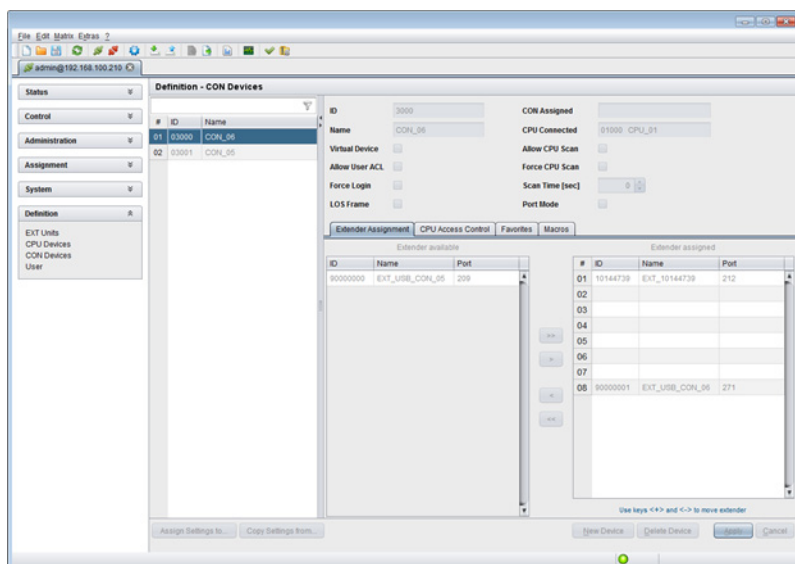 File Edit Matrix Extras ?
admin@192.168.100.210
Status
Control
Administration
Assignment
System
Definition
EXT Units
CPU Devices
CON Devices
User
Definition - CON Devices
# ID Name
01 03000 CON_06
02 03001 CON_05
ID 3000 CON Assigned
Name CON_06 CPU Connected 01000 CPU_01
Virtual Device Allow CPU Scan
Allow User ACL Force CPU Scan
Force Login Scan Time [sec] 0
LOS Frame Port Mode
Extender Assignment CPU Access Control Favorites Macros
Extender available Extender assigned
ID Name Port # ID Name Port
90000000 EXT_USB_CON_05 209 01 10144739 EXT_10144739 212
02
03
04
>> 05
> 06
07
< 08 90000001 EXT_USB_CON_06 271
<<
Use keys <+> and <-> to move extender
Assign Settings to... Copy Settings from... New Device Delete Device Apply Cancel